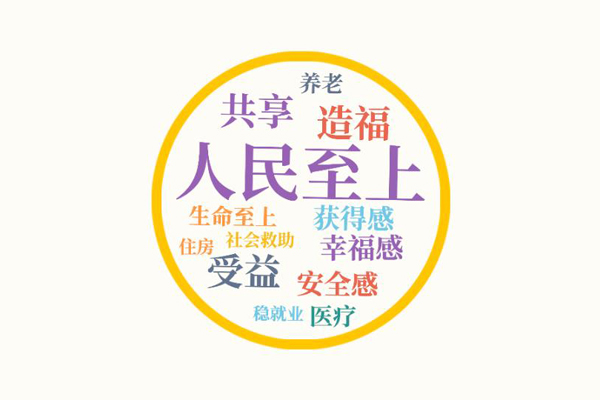 养老
共享
造福
人民至上
生命至上
获得感
住房
社会救助
幸福感
受益
安全感
稳就业
医疗